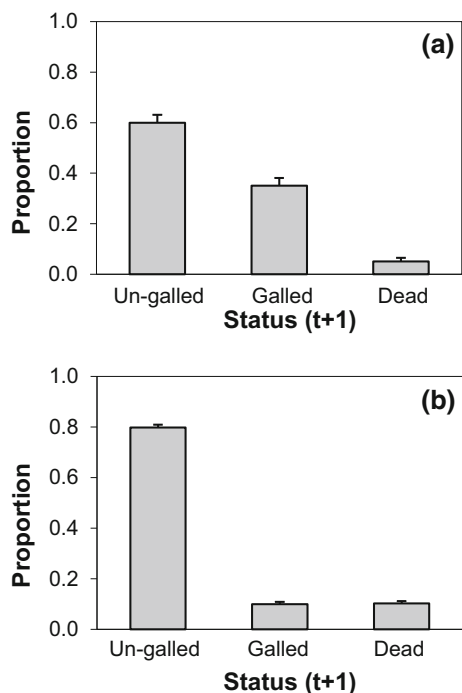 (a)
1.0
0.8
0.6
0.4
0.2
0.0
Proportion
Un-galled Galled Dead
Status (t+1)
(b)
1.0
0.8
0.6
0.4
0.2
0.0
Proportion
Un-galled Galled Dead
Status (t+1)